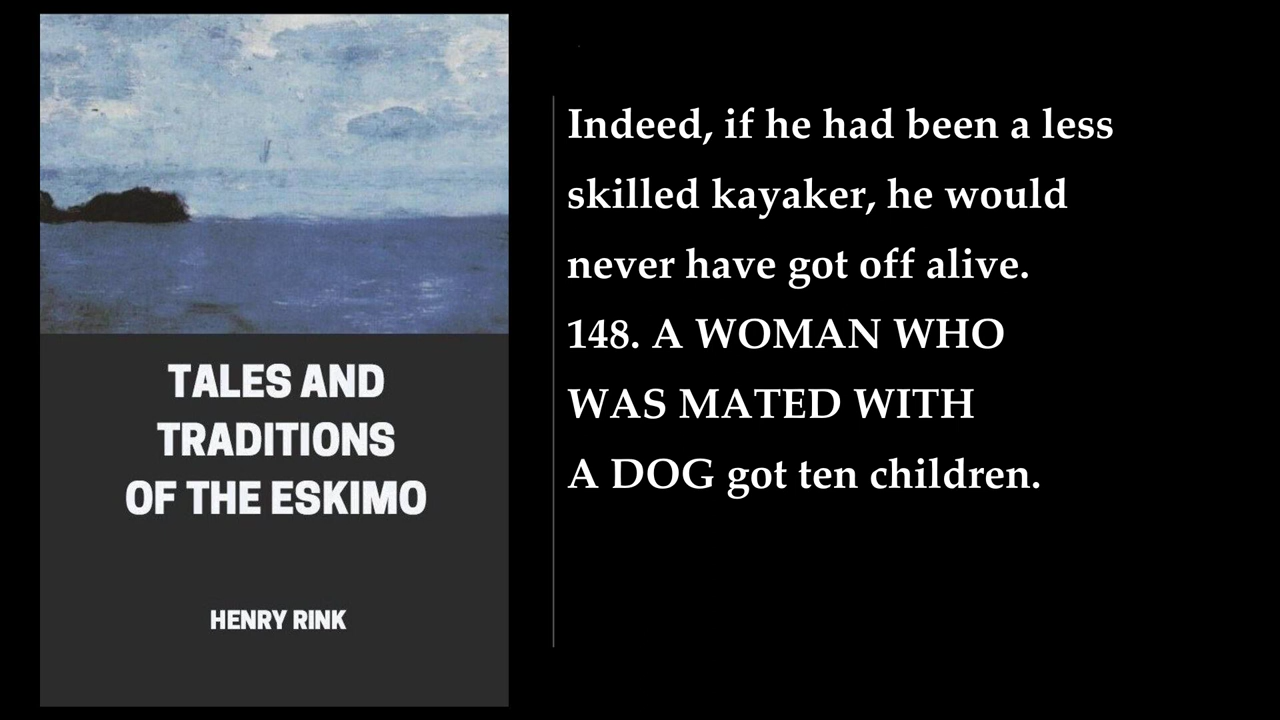 TALES AND
TRADITIONS
OF THE ESKIMO
HENRY RINK
Indeed, if he had been a less
skilled kayaker, he would
never have got off alive.
148. A WOMAN WHO
WAS MATED WITH
A DOG got ten children.